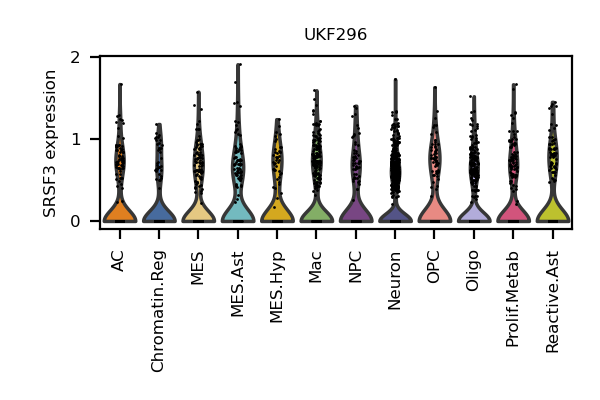 UKF296
SRSF3 expression
2
1
0
AC
Chromatin.Reg
MES
MES.Ast
MES.Hyp
Mac
NPC
Neuron
OPC
Oligo
Prolif.Metab
Reactive.Ast